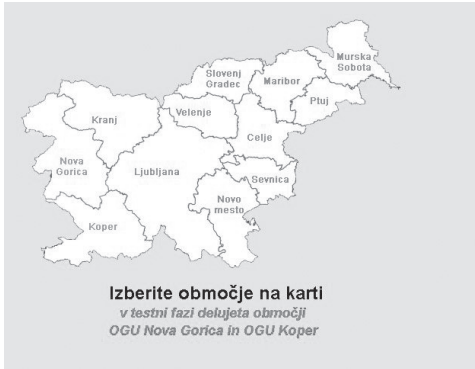 Murska
Sobota
Slovenj
Gradec
Maribor
Ptuj
Velenje
Kranj
Celje
Nova
Gorica
Ljubljana
Sevnica
Novo
mesto
Koper
Izberite območje na karti
v testni fazi delujeta območji
OGU Nova Gorica in OGU Koper